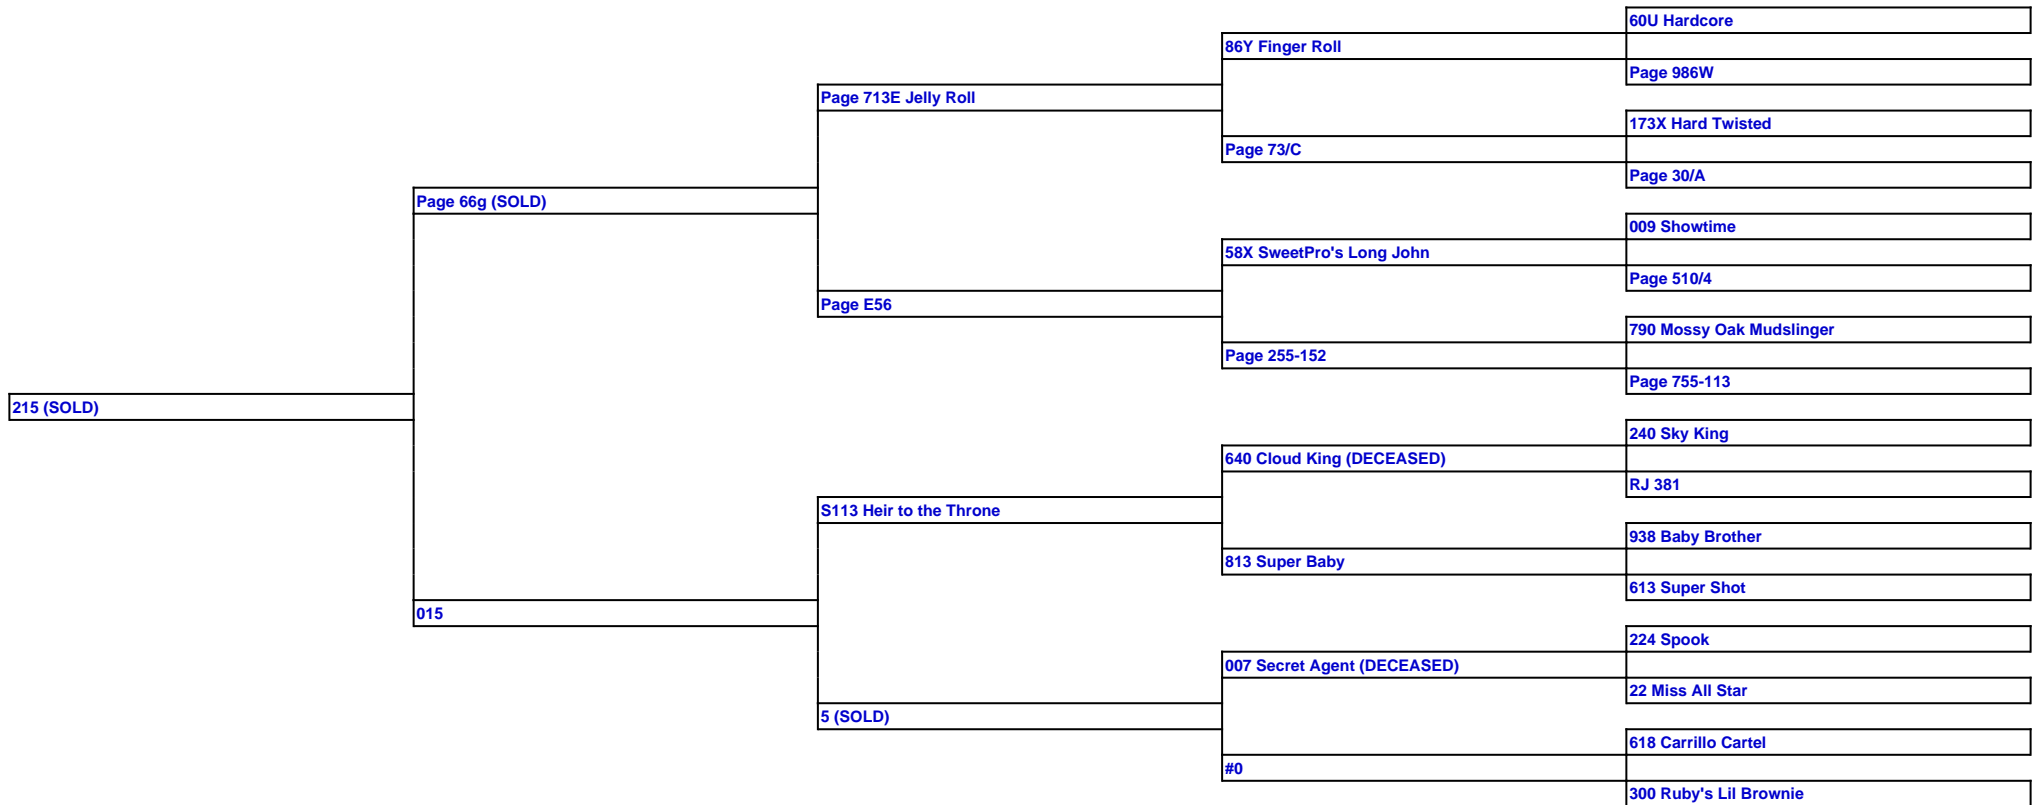 60U Hardcore
86Y Finger Roll
Page 986W
Page 713E Jelly Roll
173X Hard Twisted
Page 73/C
Page 30/A
Page 66g (SOLD)
009 Showtime
58X SweetPro's Long John
Page 510/4
Page E56
790 Mossy Oak Mudslinger
Page 255-152
Page 755-113
215 (SOLD)
240 Sky King
640 Cloud King (DECEASED)
RJ 381
S113 Heir to the Throne
938 Baby Brother
813 Super Baby
613 Super Shot
015
224 Spook
007 Secret Agent (DECEASED)
22 Miss All Star
5 (SOLD)
618 Carrillo Cartel
#0
300 Ruby's Lil Brownie